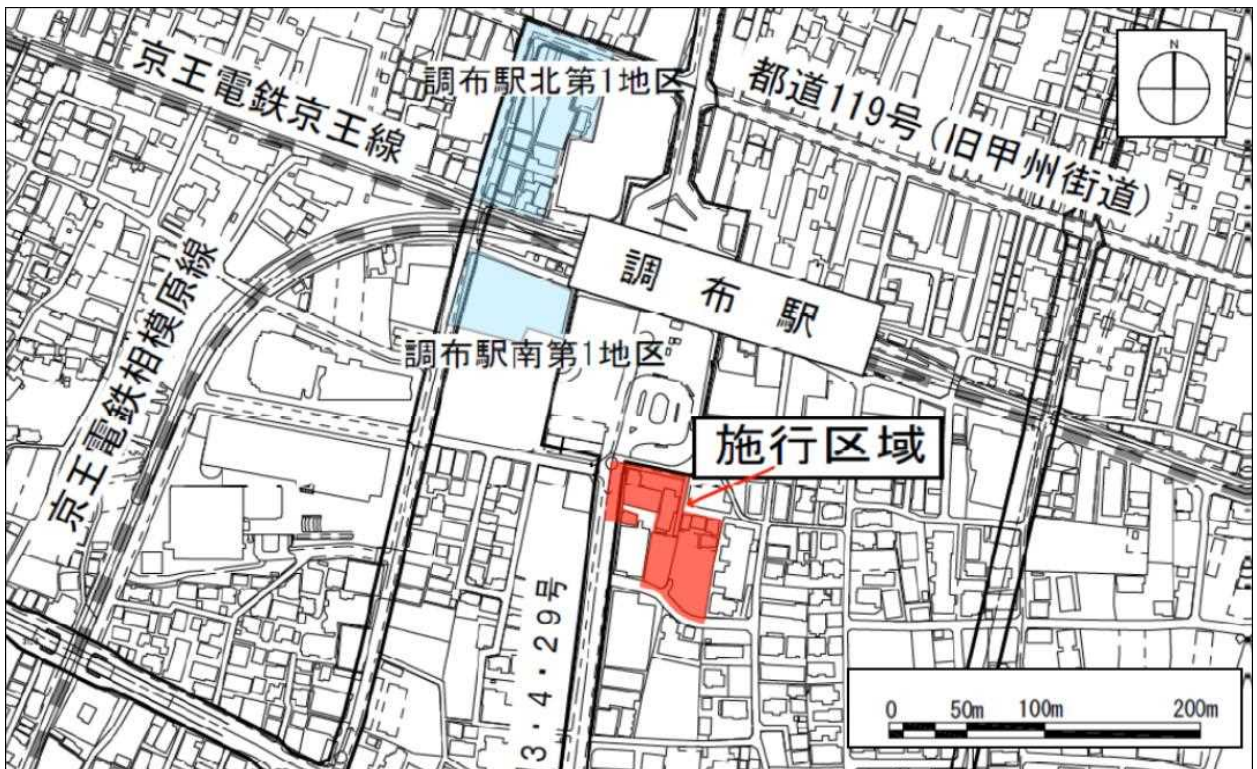 調布駅北第1地区
京王電鉄京王線
都道119号(旧甲州街道)
N
調布駅
京王電鉄相模原線
調布駅南第1地区
施行区域
3・4・29号
0 50m 100m 200m